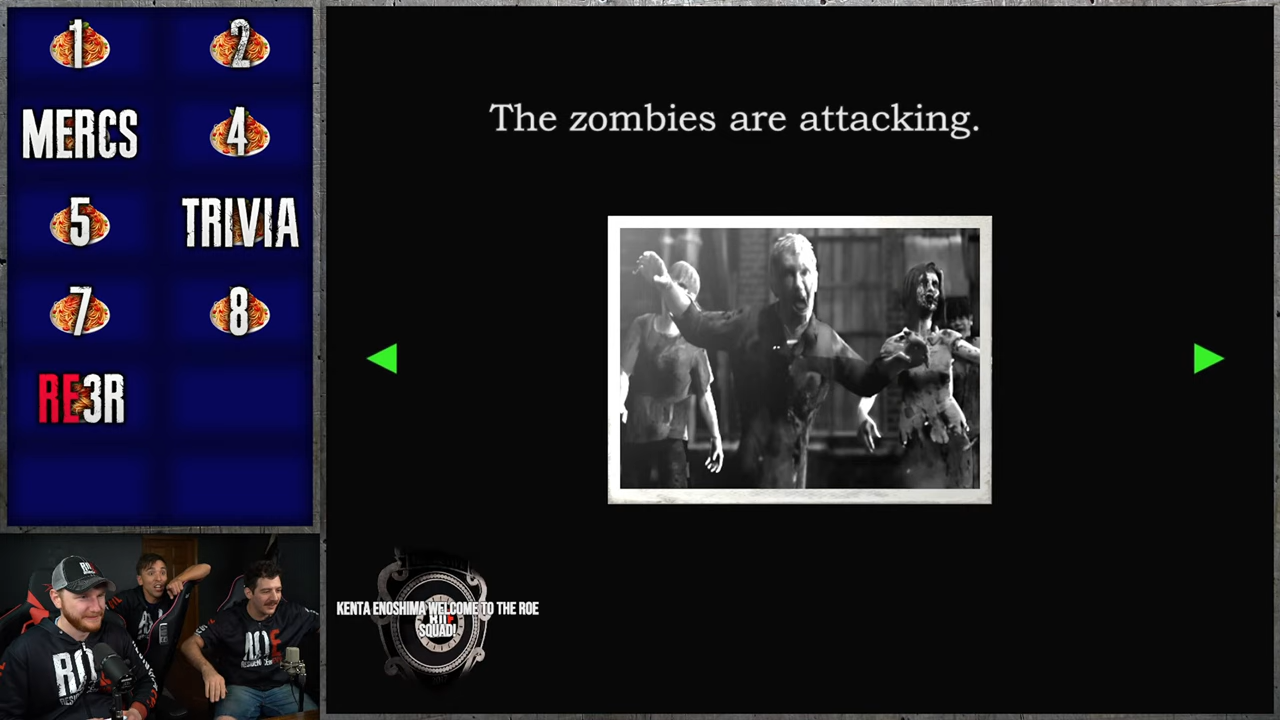 1
2
MERCS
4
5
TRIVIA
7
8
RE3R
The zombies are attacking.
KENTA ENOSHIMA WELCOME TO THE ROE
SQUAD!